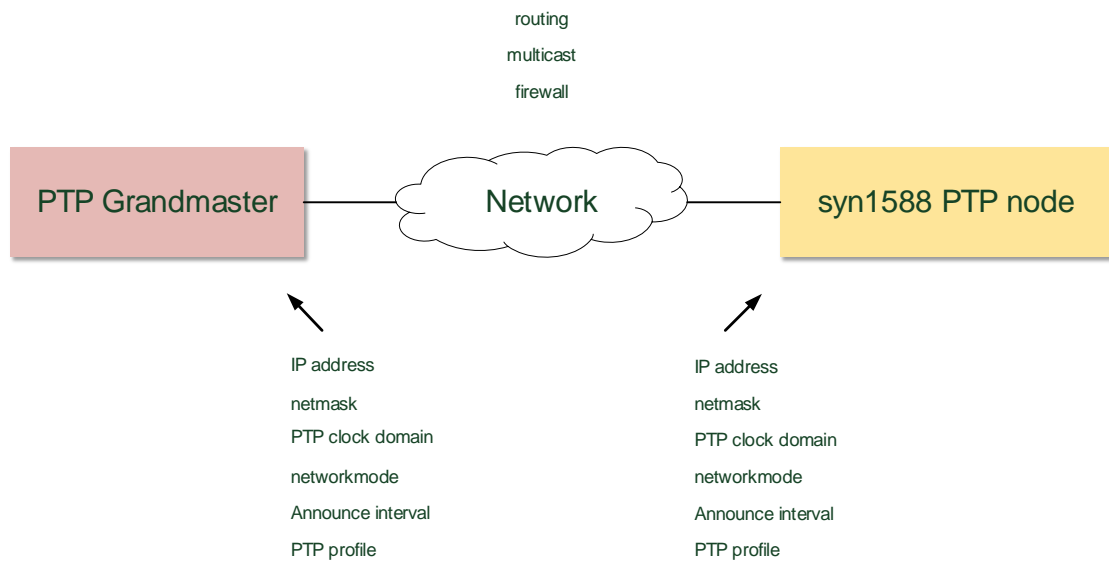 routing
multicast
firewall
PTP Grandmaster
Network
syn1588 PTP node
IP address
netmask
PTP clock domain
networkmode
Announce interval
PTP profile
IP address
netmask
PTP clock domain
networkmode
Announce interval
PTP profile